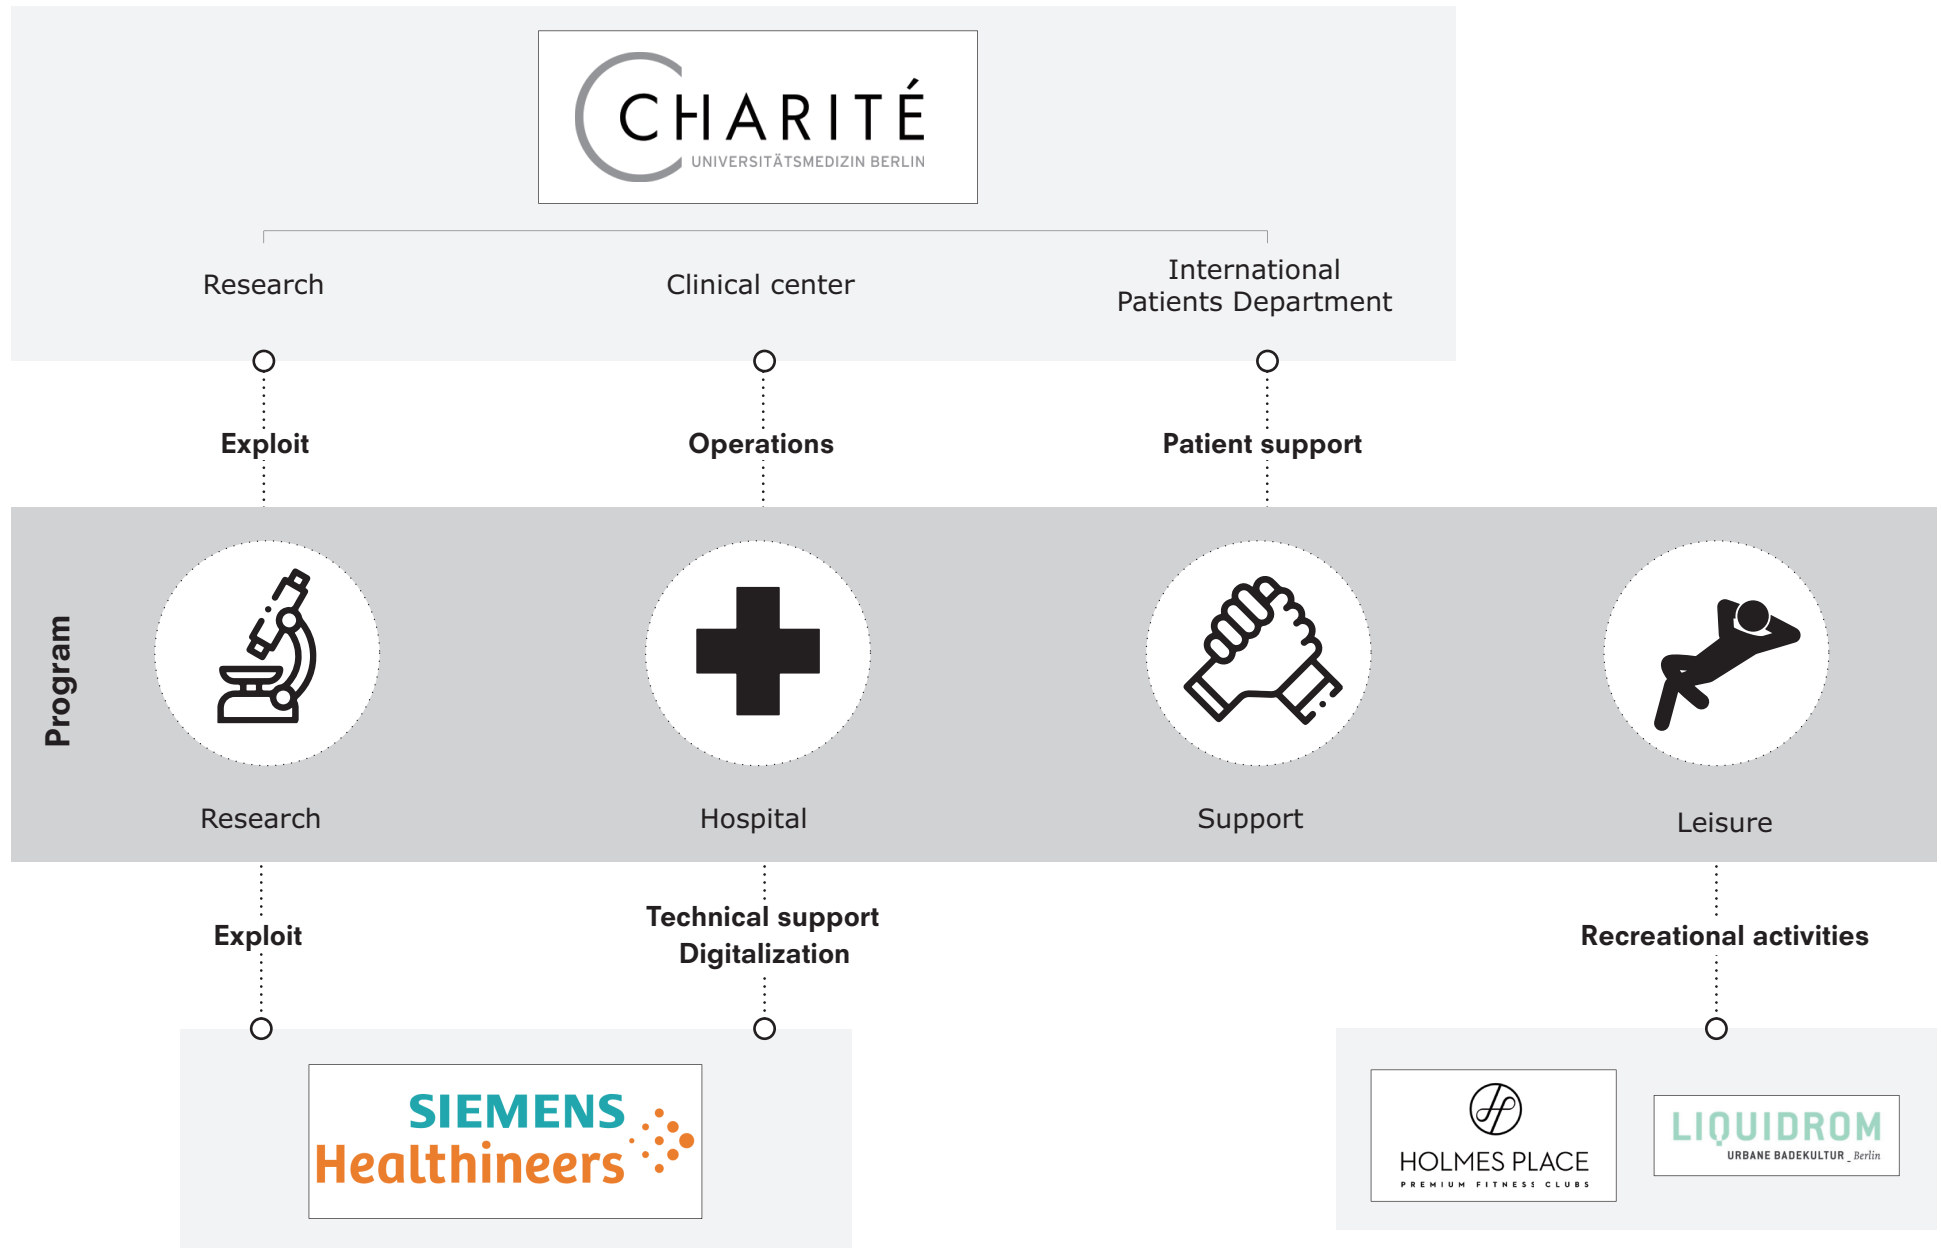 CHARITÉ
UNIVERSITÄTSMEDIZIN BERLIN
Research
Clinical center
International
Patients Department
Exploit
Operations
Patient support
Program
Research
Hospital
Support
Leisure
Exploit
Technical support
Digitalization
Recreational activities
SIEMENS
Healthineers
HOLMES PLACE
PREMIUM FITNESS CLUBS
LIQUIDROM
URBANE BADEKULTUR _ Berlin